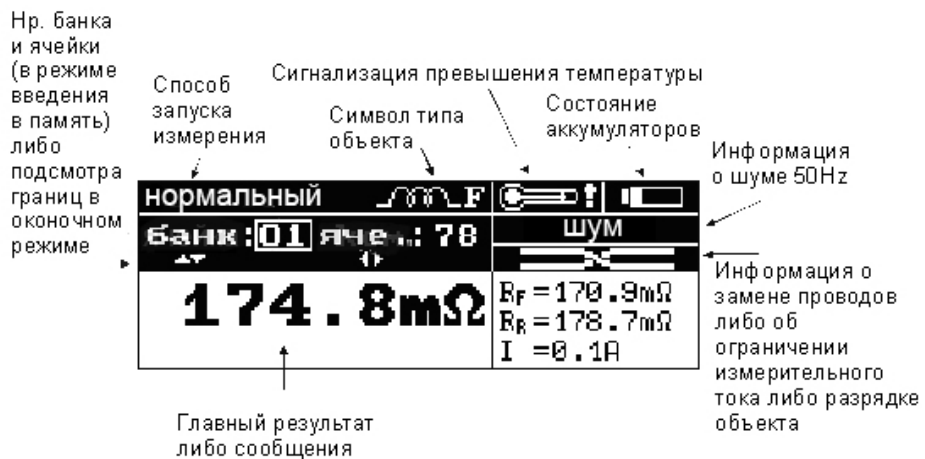 Нр. банка
и ячейки
(в режиме
введения
в память)
либо
подсмотра
границ в
оконочном
режиме
Способ
запуска
измерения
Сигнализация превышения температуры
Символ типа
объекта
Состояние
аккумуляторов
Информация
о шуме 50Hz
нормальный
F
!
банк:01 яче..: 78
шум
174.8mΩ
RF=170.9mΩ
RR=178.7mΩ
I =0.1A
Информация о
замене проводов
либо об
ограничении
измерительного
тока либо разрядке
объекта
Главный результат
либо сообщения